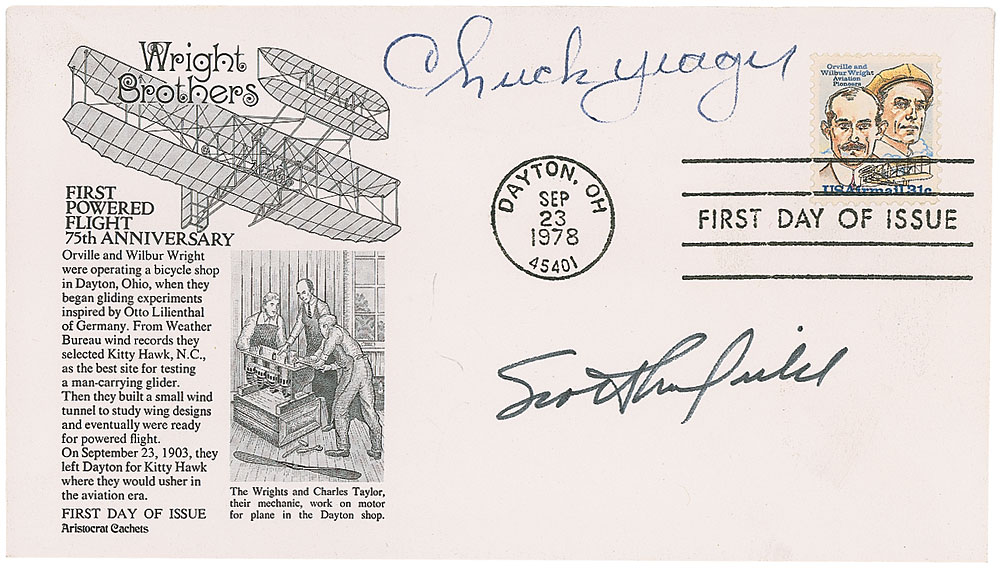 Wright
Brothers
FIRST
POWERED
FLIGHT
75th ANNIVERSARY
Orville and Wilbur Wright
were operating a bicycle shop
in Dayton, Ohio, when they
began gliding experiments
inspired by Otto Lilienthal
of Germany. From Weather
Bureau wind records they
selected Kitty Hawk, N.C.,
as the best site for testing
a man-carrying glider.
Then they built a small wind
tunnel to study wing designs
and eventually were ready
for powered flight.
On September 23, 1903, they
left Dayton for Kitty Hawk
where they would usher in
the aviation era.
FIRST DAY OF ISSUE
Aristocrat Cachets
The Wrights and Charles Taylor,
their mechanic, work on motor
for plane in the Dayton shop.
Chuck Yeager
Orville and
Wilbur Wright
Aviation
Pioneers
USAirmail 31c
DAYTON, OH
SEP
23
1978
45401
FIRST DAY OF ISSUE
Scott Crossfield